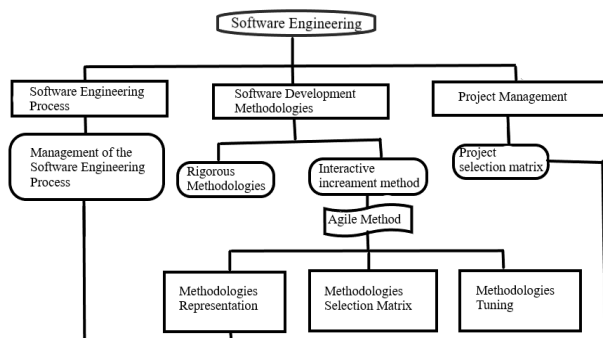 Software Engineering
Software Engineering
Process
Software Development
Methodologies
Project Management
Management of the
Software Engineering
Process
Rigorous
Methodologies
Interactive
increament method
Project
selection matrix
Agile Method
Methodologies
Representation
Methodologies
Selection Matrix
Methodologies
Tuning